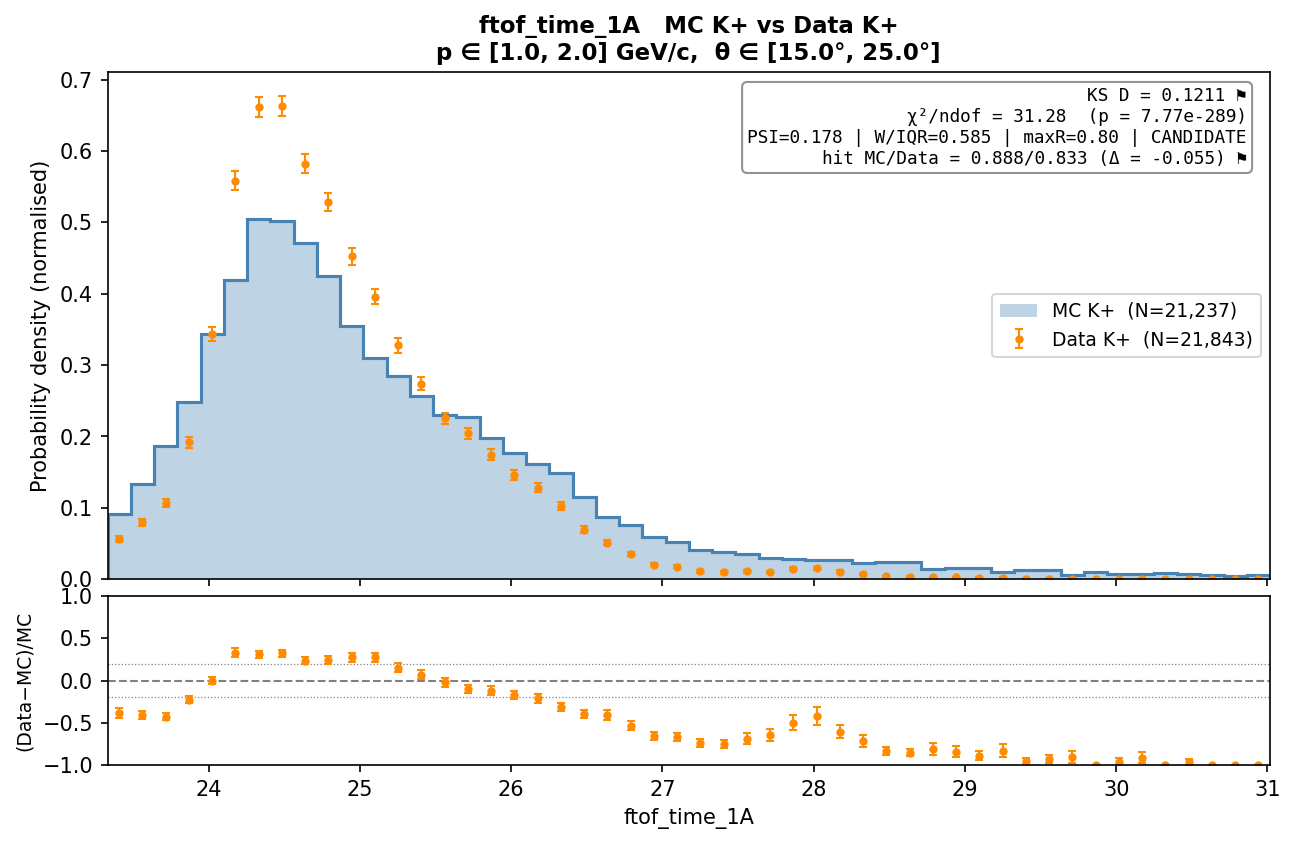 ftof_time_1A   MC K+ vs Data K+
p ∈ [1.0, 2.0] GeV/c,  θ ∈ [15.0°, 25.0°]
KS D = 0.1211 ⚑
χ²/ndof = 31.28  (p = 7.77e-289)
PSI=0.178 | W/IQR=0.585 | maxR=0.80 | CANDIDATE
hit MC/Data = 0.888/0.833 (Δ = -0.055) ⚑
MC K+  (N=21,237)
Data K+  (N=21,843)
Probability density (normalised)
0.7
0.6
0.5
0.4
0.3
0.2
0.1
0.0
(Data−MC)/MC
1.0
0.5
0.0
−0.5
−1.0
24 25 26 27 28 29 30 31
ftof_time_1A